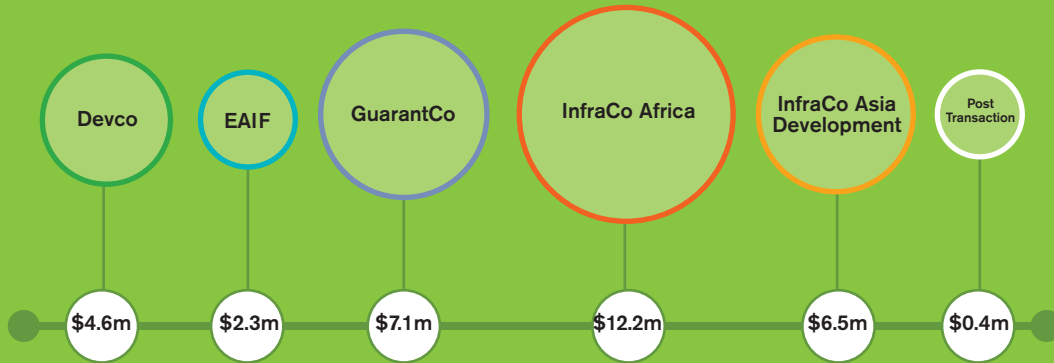 Devco
EAIF
GuarantCo
InfraCo Africa
InfraCo Asia
Development
Post
Transaction
$4.6m
$2.3m
$7.1m
$12.2m
$6.5m
$0.4m